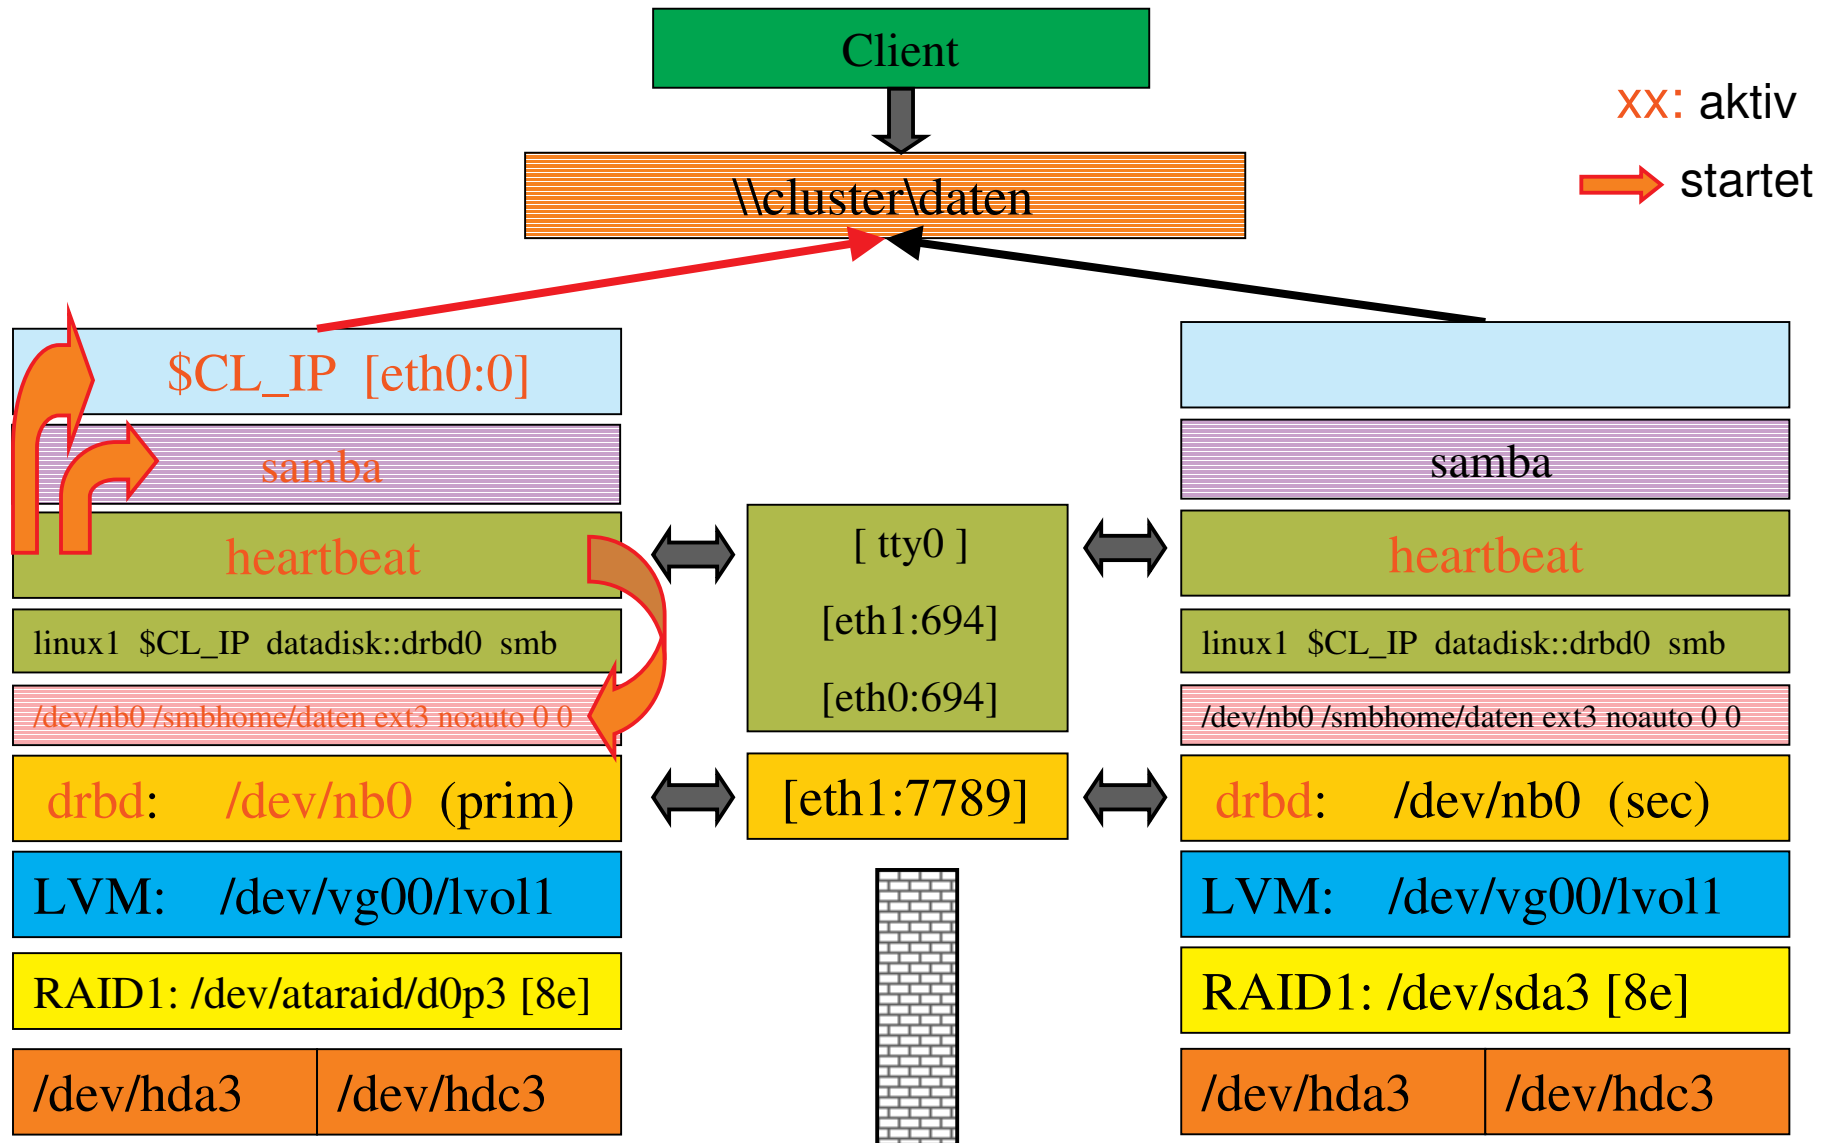 Client
xx: aktiv
startet
\\cluster\daten
$CL_IP [eth0:0]
samba
heartbeat
linux1 $CL_IP datadisk::drbd0 smb
/dev/nb0 /smbhome/daten ext3 noauto 0 0
drbd: /dev/nb0 (prim)
LVM: /dev/vg00/lvol1
RAID1: /dev/ataraid/d0p3 [8e]
/dev/hda3 /dev/hdc3
[ tty0 ]
[eth1:694]
[eth0:694]
[eth1:7789]
samba
heartbeat
linux1 $CL_IP datadisk::drbd0 smb
/dev/nb0 /smbhome/daten ext3 noauto 0 0
drbd: /dev/nb0 (sec)
LVM: /dev/vg00/lvol1
RAID1: /dev/sda3 [8e]
/dev/hda3 /dev/hdc3